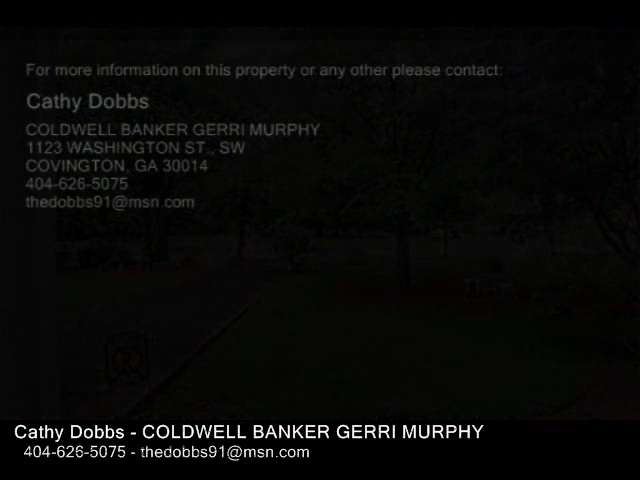 For more information on this property or any other please contact:
Cathy Dobbs
COLDWELL BANKER GERRI MURPHY
1123 WASHINGTON ST., SW
COVINGTON, GA 30014
404-626-5075
thedobbs91@msn.com
Cathy Dobbs - COLDWELL BANKER GERRI MURPHY
404-626-5075 - thedobbs91@msn.com